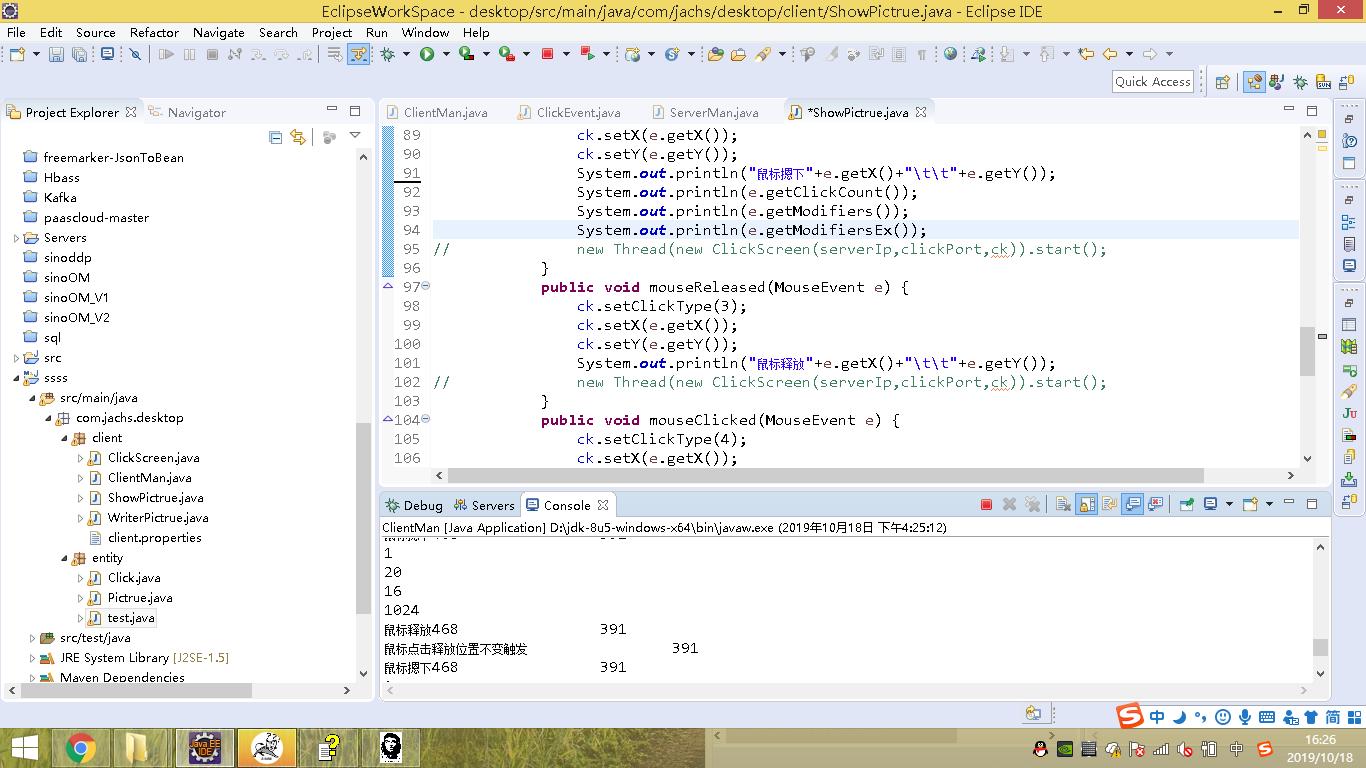 EclipseWorkSpace - desktop/src/main/java/com/jachs/desktop/client/ShowPictrue.java - Eclipse IDE
File Edit Source Refactor Navigate Search Project Run Window Help
Quick Access
Project Explorer Navigator
freemarker-JsonToBean
Hbass
Kafka
paascloud-master
Servers
sinoddp
sinoOM
sinoOM_V1
sinoOM_V2
sql
src
ssss
src/main/java
com.jachs.desktop
client
ClickScreen.java
ClientMan.java
ShowPictrue.java
WriterPictrue.java
client.properties
entity
Click.java
Pictrue.java
test.java
src/test/java
JRE System Library [J2SE-1.5]
Maven Dependencies
ClientMan.java ClickEvent.java ServerMan.java *ShowPictrue.java
89 ck.setX(e.getX());
90 ck.setY(e.getY());
91 System.out.println("鼠标摁下"+e.getX()+"\t\t"+e.getY());
92 System.out.println(e.getClickCount());
93 System.out.println(e.getModifiers());
94 System.out.println(e.getModifiersEx());
95 // new Thread(new ClickScreen(serverIp,clickPort,ck)).start();
96 }
97 public void mouseReleased(MouseEvent e) {
98 ck.setClickType(3);
99 ck.setX(e.getX());
100 ck.setY(e.getY());
101 System.out.println("鼠标释放"+e.getX()+"\t\t"+e.getY());
102 // new Thread(new ClickScreen(serverIp,clickPort,ck)).start();
103 }
104 public void mouseClicked(MouseEvent e) {
105 ck.setClickType(4);
106 ck.setX(e.getX());
Debug Servers Console
ClientMan [Java Application] D:\jdk-8u5-windows-x64\bin\javaw.exe (2019年10月18日 下午4:25:12)
1
20
16
1024
鼠标释放468 391
鼠标点击释放位置不变触发 391
鼠标摁下468 391
中
简
Java EE
IDE
中
16:26
2019/10/18